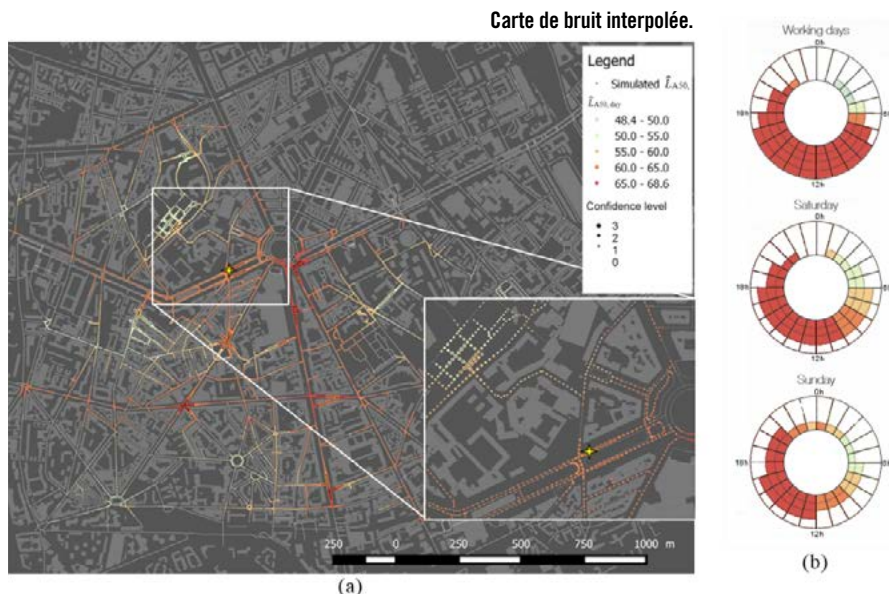 Carte de bruit interpolée.
Legend
Simulated L̂A50,
L̂A50,day
48.4 - 50.0
50.0 - 55.0
55.0 - 60.0
60.0 - 65.0
65.0 - 68.6
Confidence level
3
2
1
0
250 0 250 500 750 1000 m
(a)
Working days
0h
18h
12h
Saturday
0h
18h
12h
Sunday
0h
18h
12h
(b)